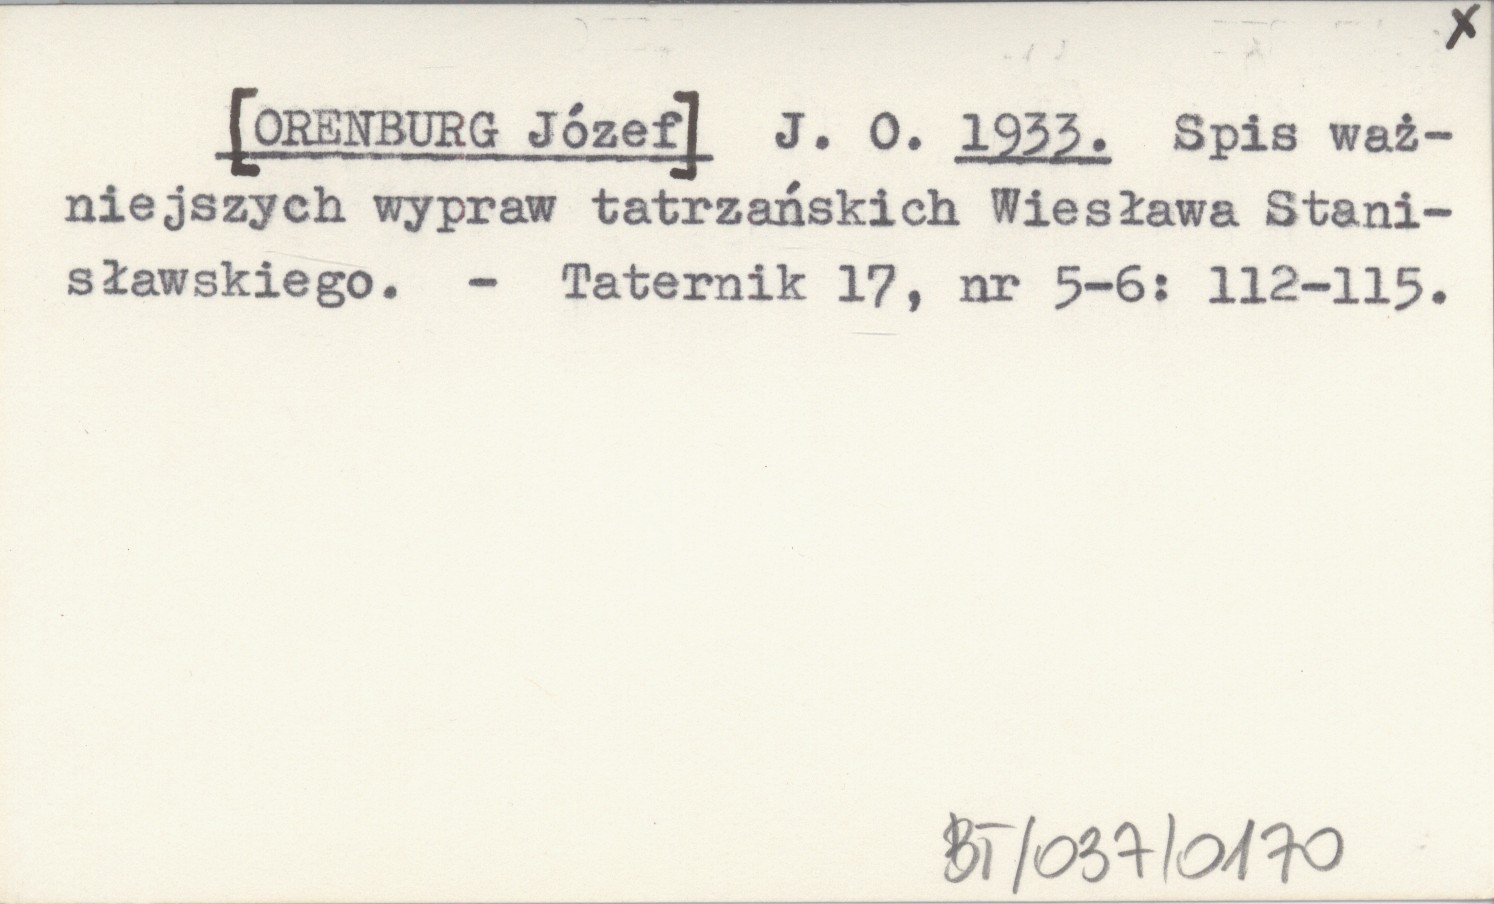 x
[ORENBURG Józef] J. O. 1933. Spis waż-
niejszych wypraw tatrzańskich Wiesława Stani-
sławskiego. - Taternik 17, nr 5-6: 112-115.
BT/037/0170